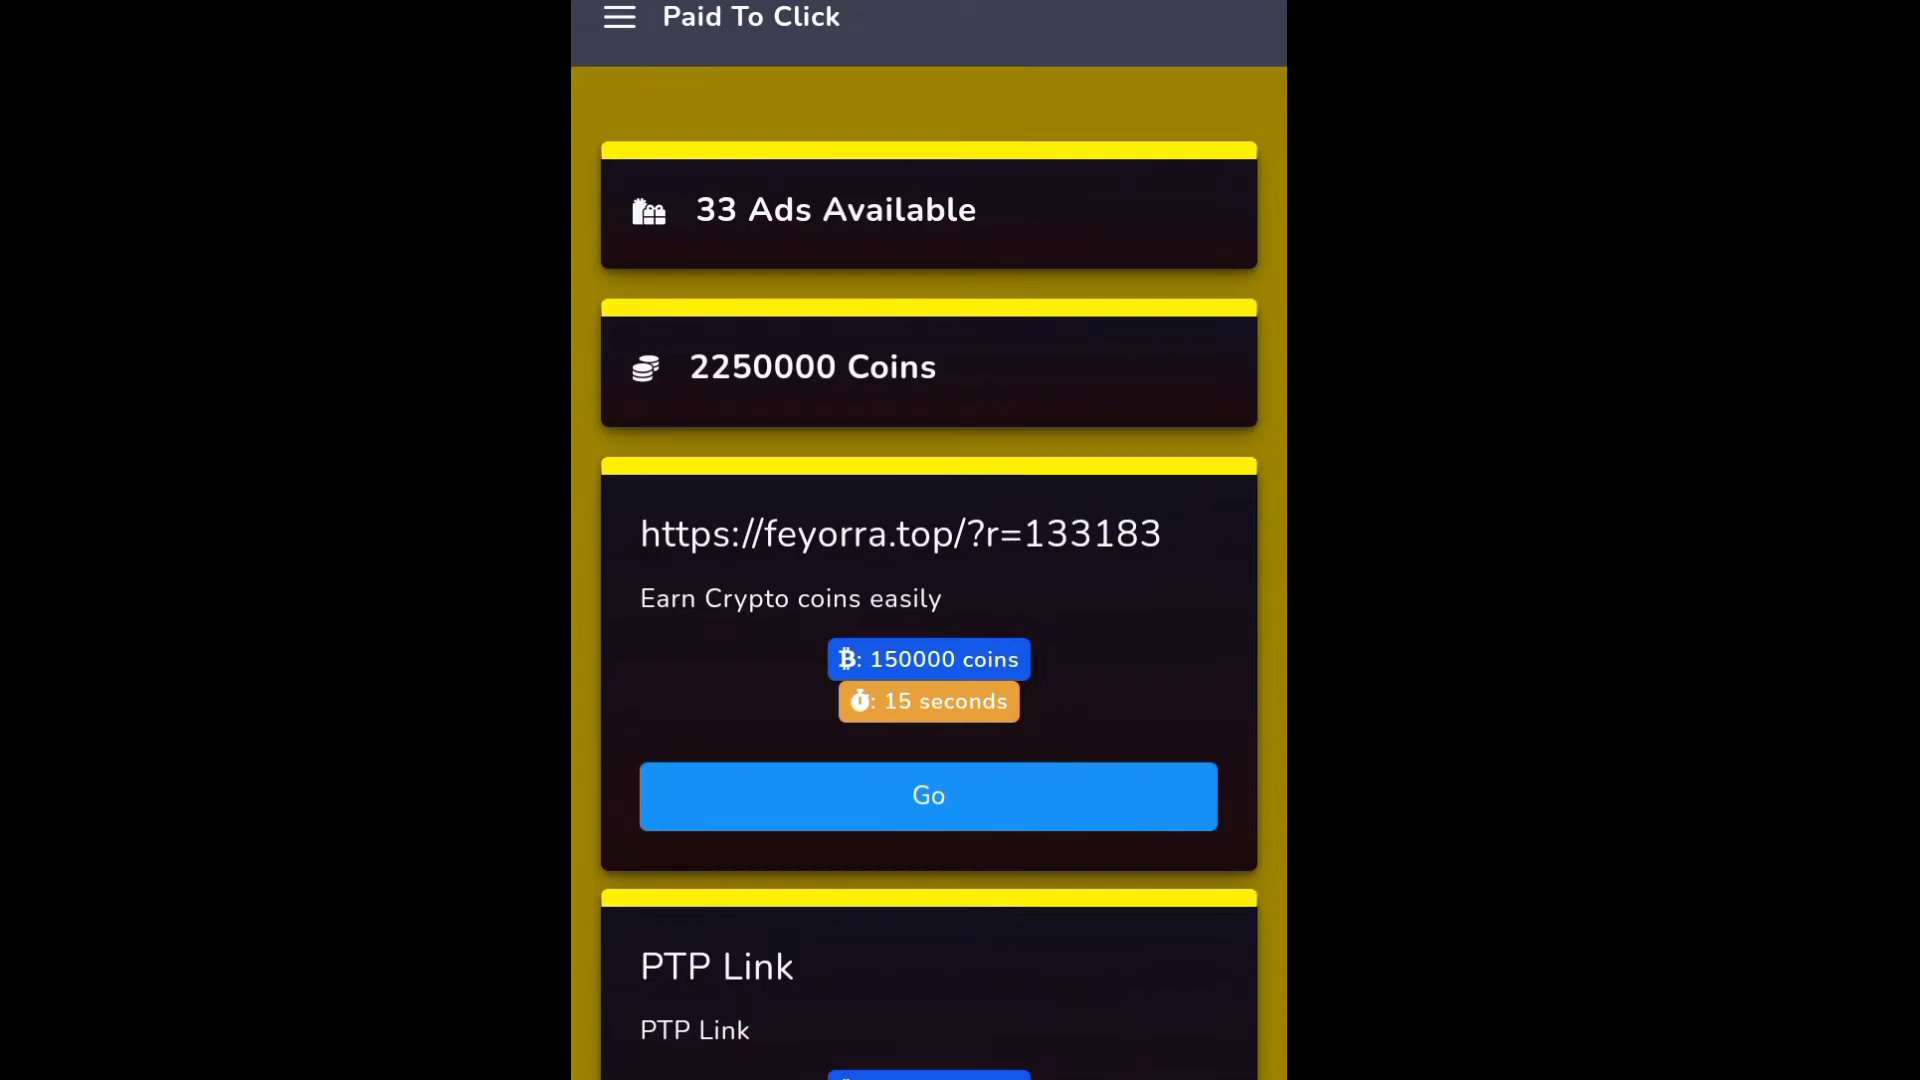 Paid To Click
33 Ads Available
2250000 Coins
https://feyorra.top/?r=133183
Earn Crypto coins easily
: 150000 coins
: 15 seconds
Go
PTP Link
PTP Link